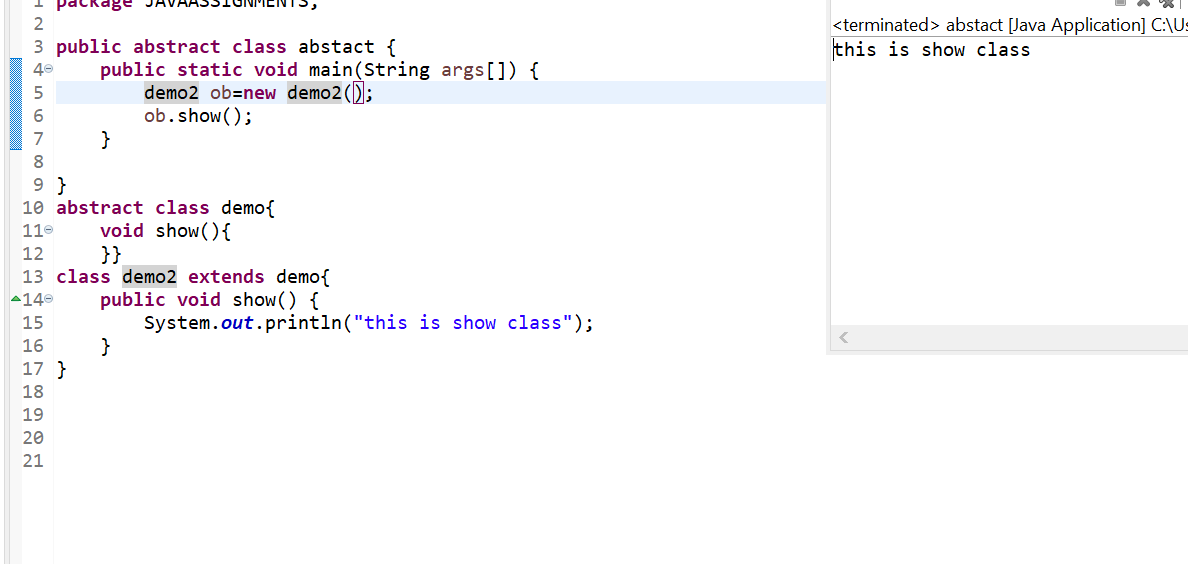 1 package JAVAASSIGNMENTS;
2
3 public abstract class abstact {
4 public static void main(String args[]) {
5 demo2 ob=new demo2();
6 ob.show();
7 }
8
9 }
10 abstract class demo{
11 void show(){
12 }}
13 class demo2 extends demo{
14 public void show() {
15 System.out.println("this is show class");
16 }
17 }
18
19
20
21
<terminated> abstact [Java Application] C:\Us
this is show class